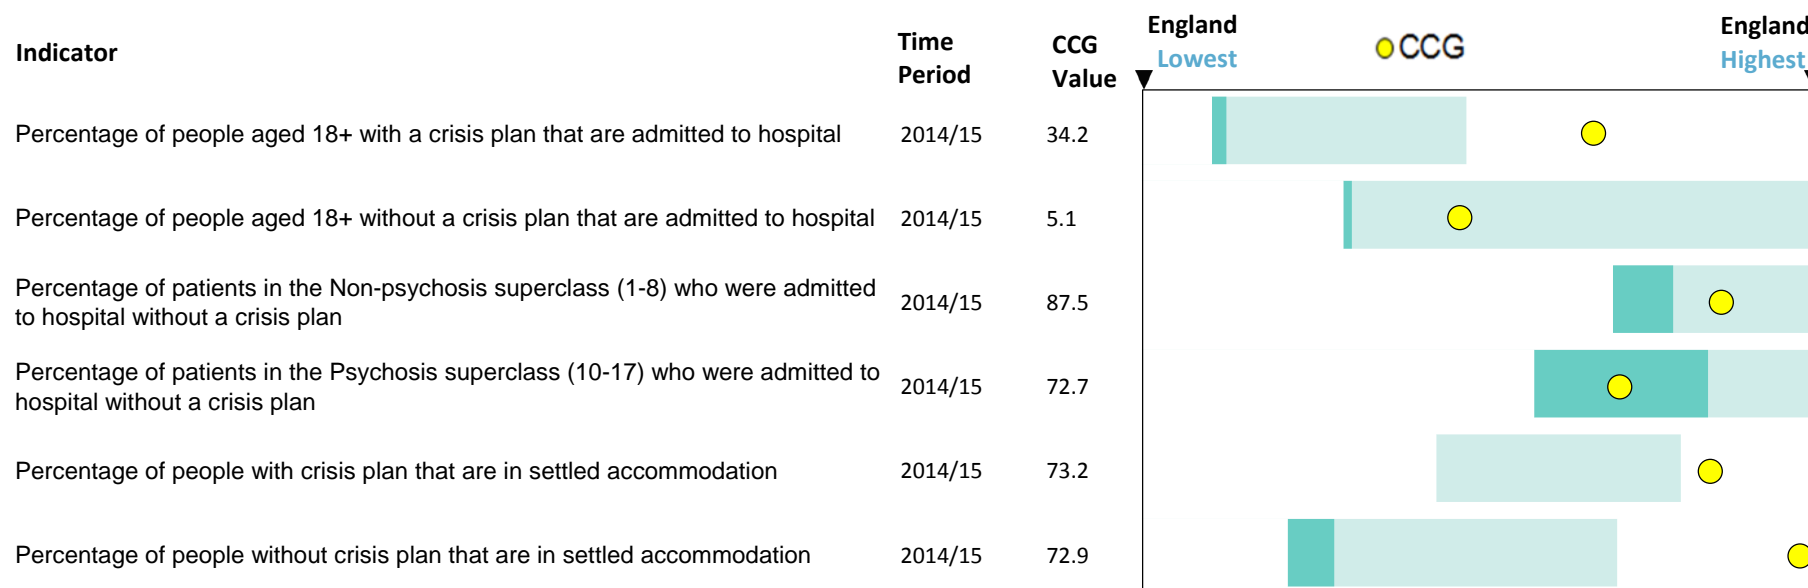 Indicator
Time Period
CCG Value
England Lowest
CCG
England Highest
Percentage of people aged 18+ with a crisis plan that are admitted to hospital 2014/15 34.2
Percentage of people aged 18+ without a crisis plan that are admitted to hospital 2014/15 5.1
Percentage of patients in the Non-psychosis superclass (1-8) who were admitted
to hospital without a crisis plan 2014/15 87.5
Percentage of patients in the Psychosis superclass (10-17) who were admitted to
hospital without a crisis plan 2014/15 72.7
Percentage of people with crisis plan that are in settled accommodation 2014/15 73.2
Percentage of people without crisis plan that are in settled accommodation 2014/15 72.9